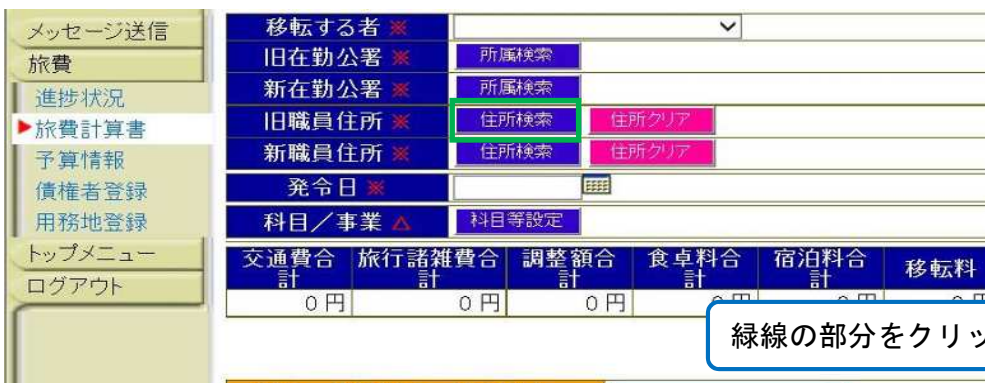 メッセージ送信
旅費
進捗状況
▶旅費計算書
予算情報
債権者登録
用務地登録
トップメニュー
ログアウト
移転する者 ※
旧在勤公署 ※ 所属検索
新在勤公署 ※ 所属検索
旧職員住所 ※ 住所検索 住所クリア
新職員住所 ※ 住所検索 住所クリア
発令日 ※
科目／事業 △ 科目等設定
交通費合計 旅行諸雑費合計 調整額合計 食卓料合計 宿泊料合計 移転料
0円 0円 0円 0円 0円 0円
緑線の部分をクリッ